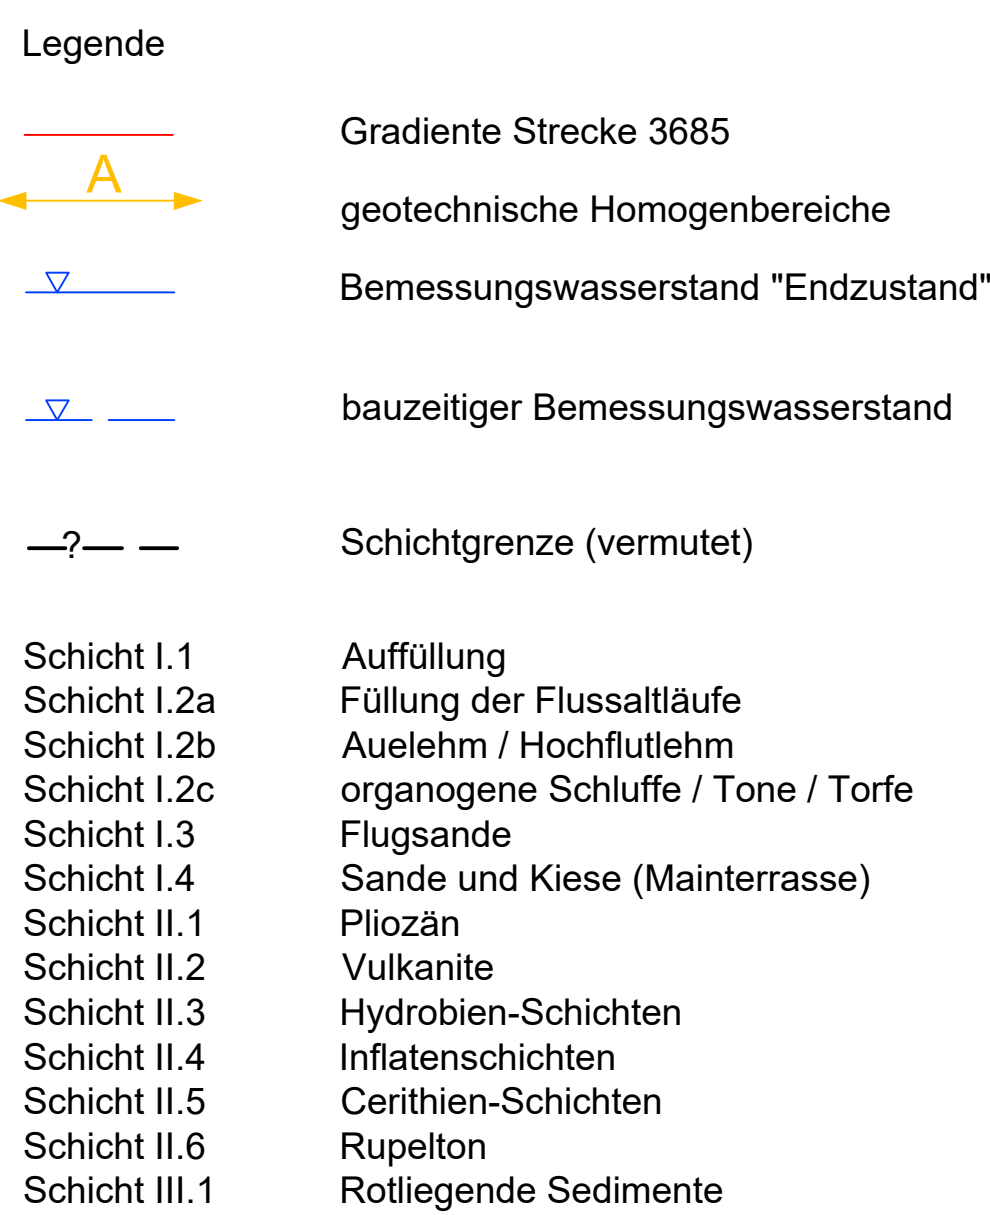 Legende
Gradiente Strecke 3685
A
geotechnische Homogenbereiche
Bemessungswasserstand "Endzustand"
bauzeitiger Bemessungswasserstand
? Schichtgrenze (vermutet)
Schicht I.1 Auffüllung
Schicht I.2a Füllung der Flussaltläufe
Schicht I.2b Auelehm / Hochflutlehm
Schicht I.2c organogene Schluffe / Tone / Torfe
Schicht I.3 Flugsande
Schicht I.4 Sande und Kiese (Mainterrasse)
Schicht II.1 Pliozän
Schicht II.2 Vulkanite
Schicht II.3 Hydrobien-Schichten
Schicht II.4 Inflatenschichten
Schicht II.5 Cerithien-Schichten
Schicht II.6 Rupelton
Schicht III.1 Rotliegende Sedimente